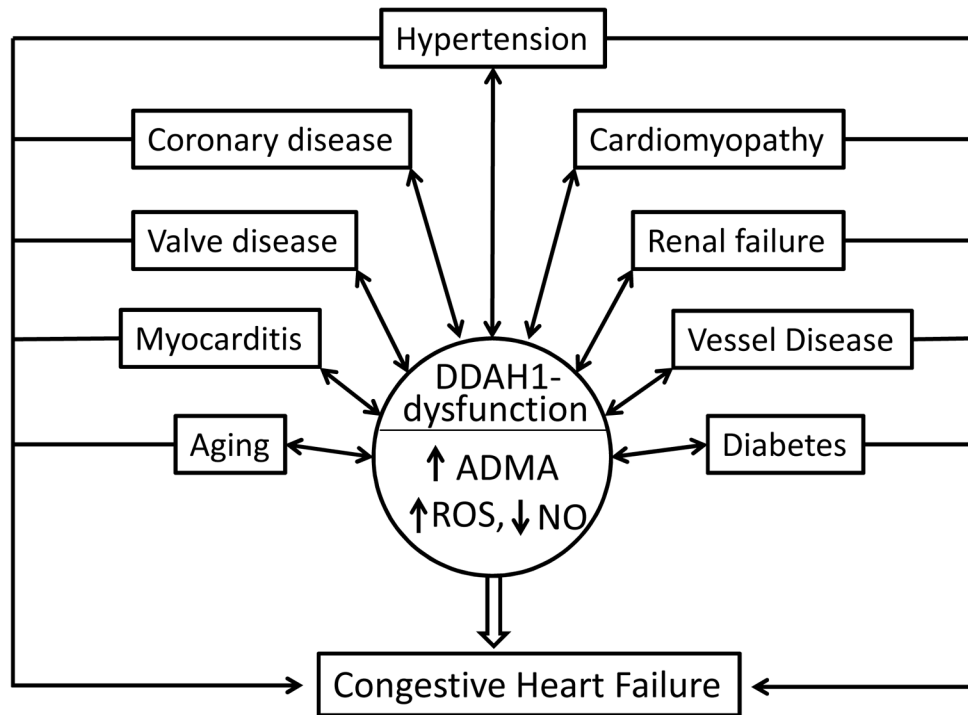 Hypertension
Coronary disease
Cardiomyopathy
Valve disease
Renal failure
Myocarditis
Vessel Disease
DDAH1-
dysfunction
Aging
Diabetes
↑ ADMA
↑ROS, ↓ NO
Congestive Heart Failure